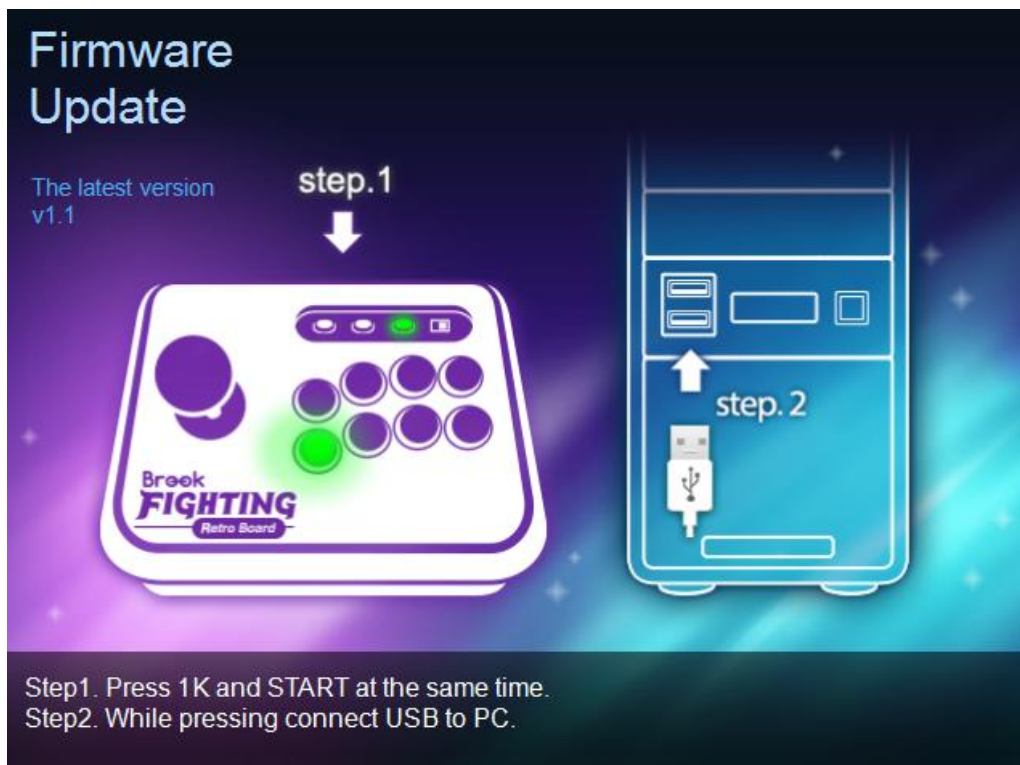 Firmware
Update
The latest version
v1.1
step.1
step. 2
Brook
FIGHTING
Retro Board
Step1. Press 1K and START at the same time.
Step2. While pressing connect USB to PC.